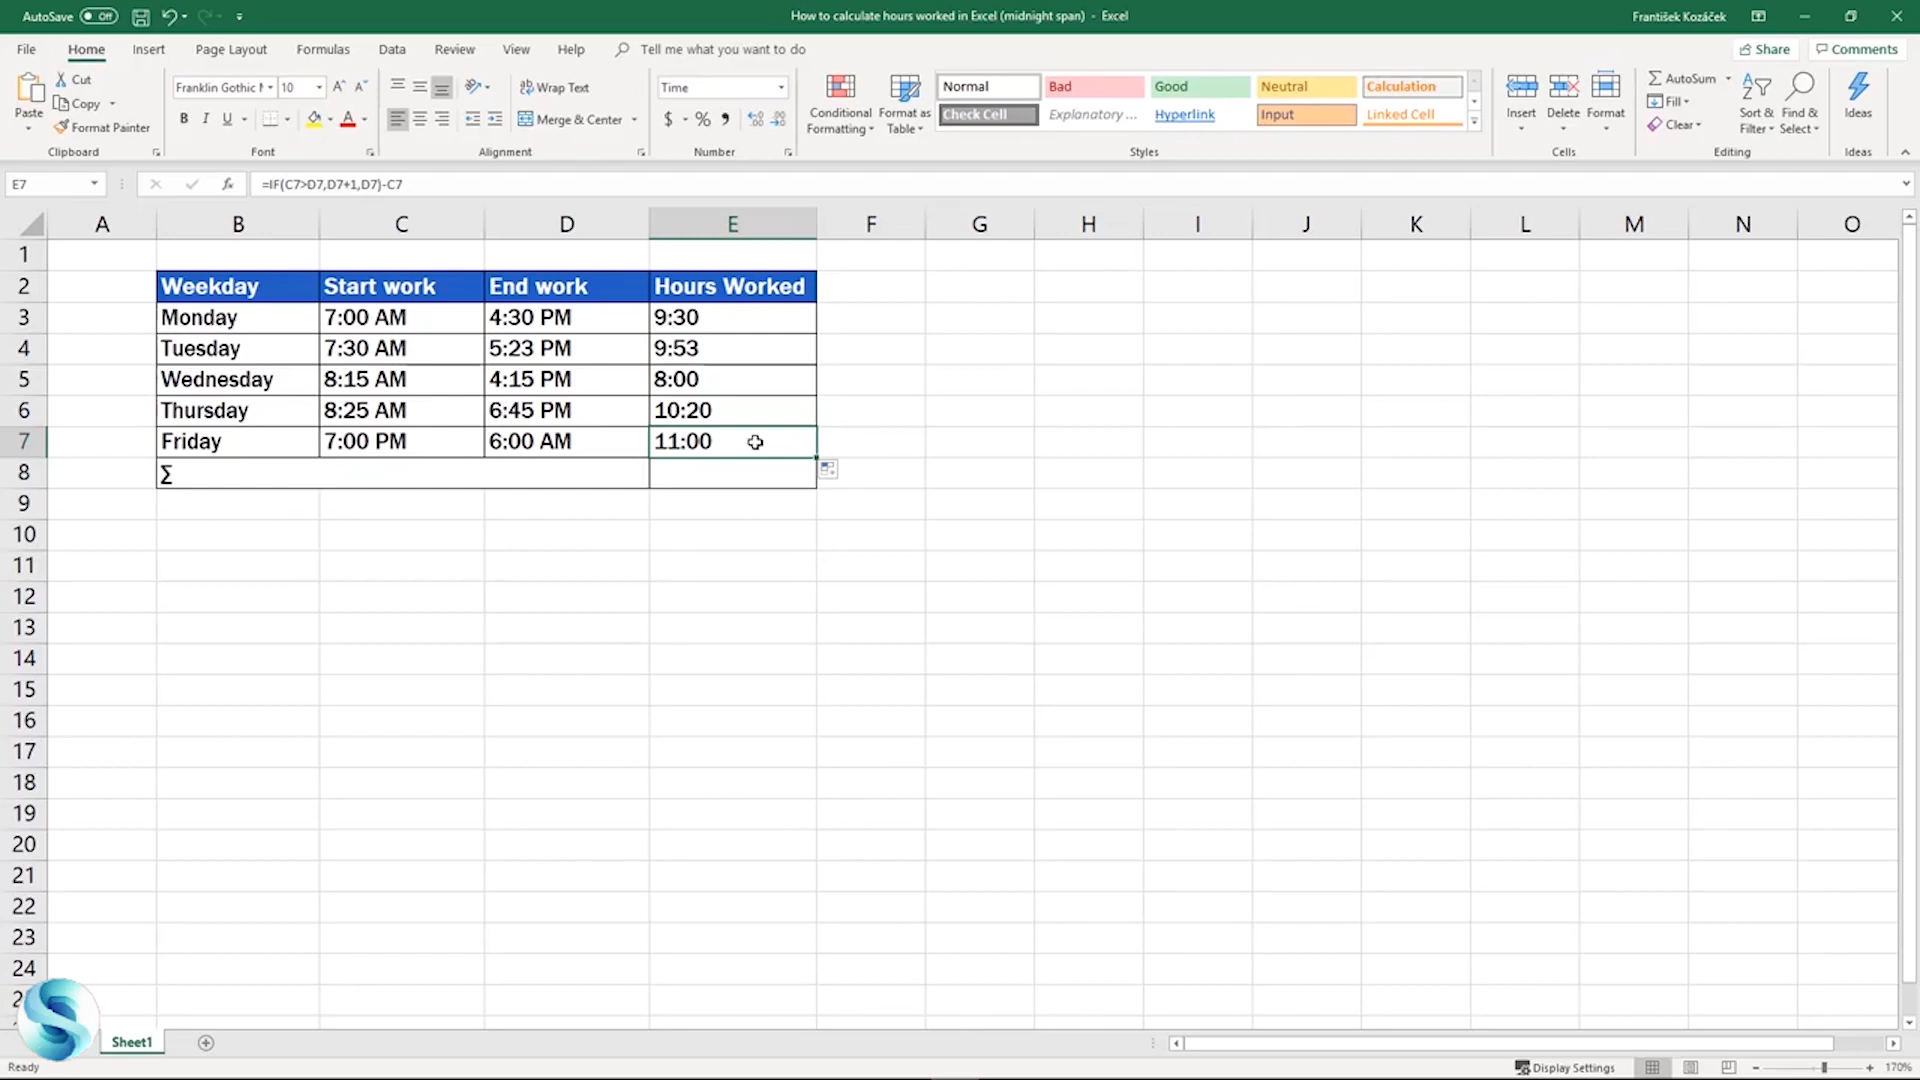 AutoSave Off
How to calculate hours worked in Excel (midnight span) - Excel
František Kozáček
File Home Insert Page Layout Formulas Data Review View Help Tell me what you want to do
Share Comments
Paste
Cut
Copy
Format Painter
Clipboard
Franklin Gothic 10
B I U
Font
Wrap Text
Merge & Center
Alignment
Time
$ % 9
Number
Conditional Formatting
Format as Table
Normal Bad Good Neutral Calculation
Check Cell Explanatory ... Hyperlink Input Linked Cell
Styles
Insert Delete Format
Cells
AutoSum
Fill
Clear
Sort & Filter
Find & Select
Editing
Ideas
Ideas
E7 fx =IF(C7>D7,D7+1,D7)-C7
A B C D E F G H I J K L M N O
1
2 Weekday Start work End work Hours Worked
3 Monday 7:00 AM 4:30 PM 9:30
4 Tuesday 7:30 AM 5:23 PM 9:53
5 Wednesday 8:15 AM 4:15 PM 8:00
6 Thursday 8:25 AM 6:45 PM 10:20
7 Friday 7:00 PM 6:00 AM 11:00
8 ∑
9
10
11
12
13
14
15
16
17
18
19
20
21
22
23
24
Sheet1
Ready
Display Settings
170%